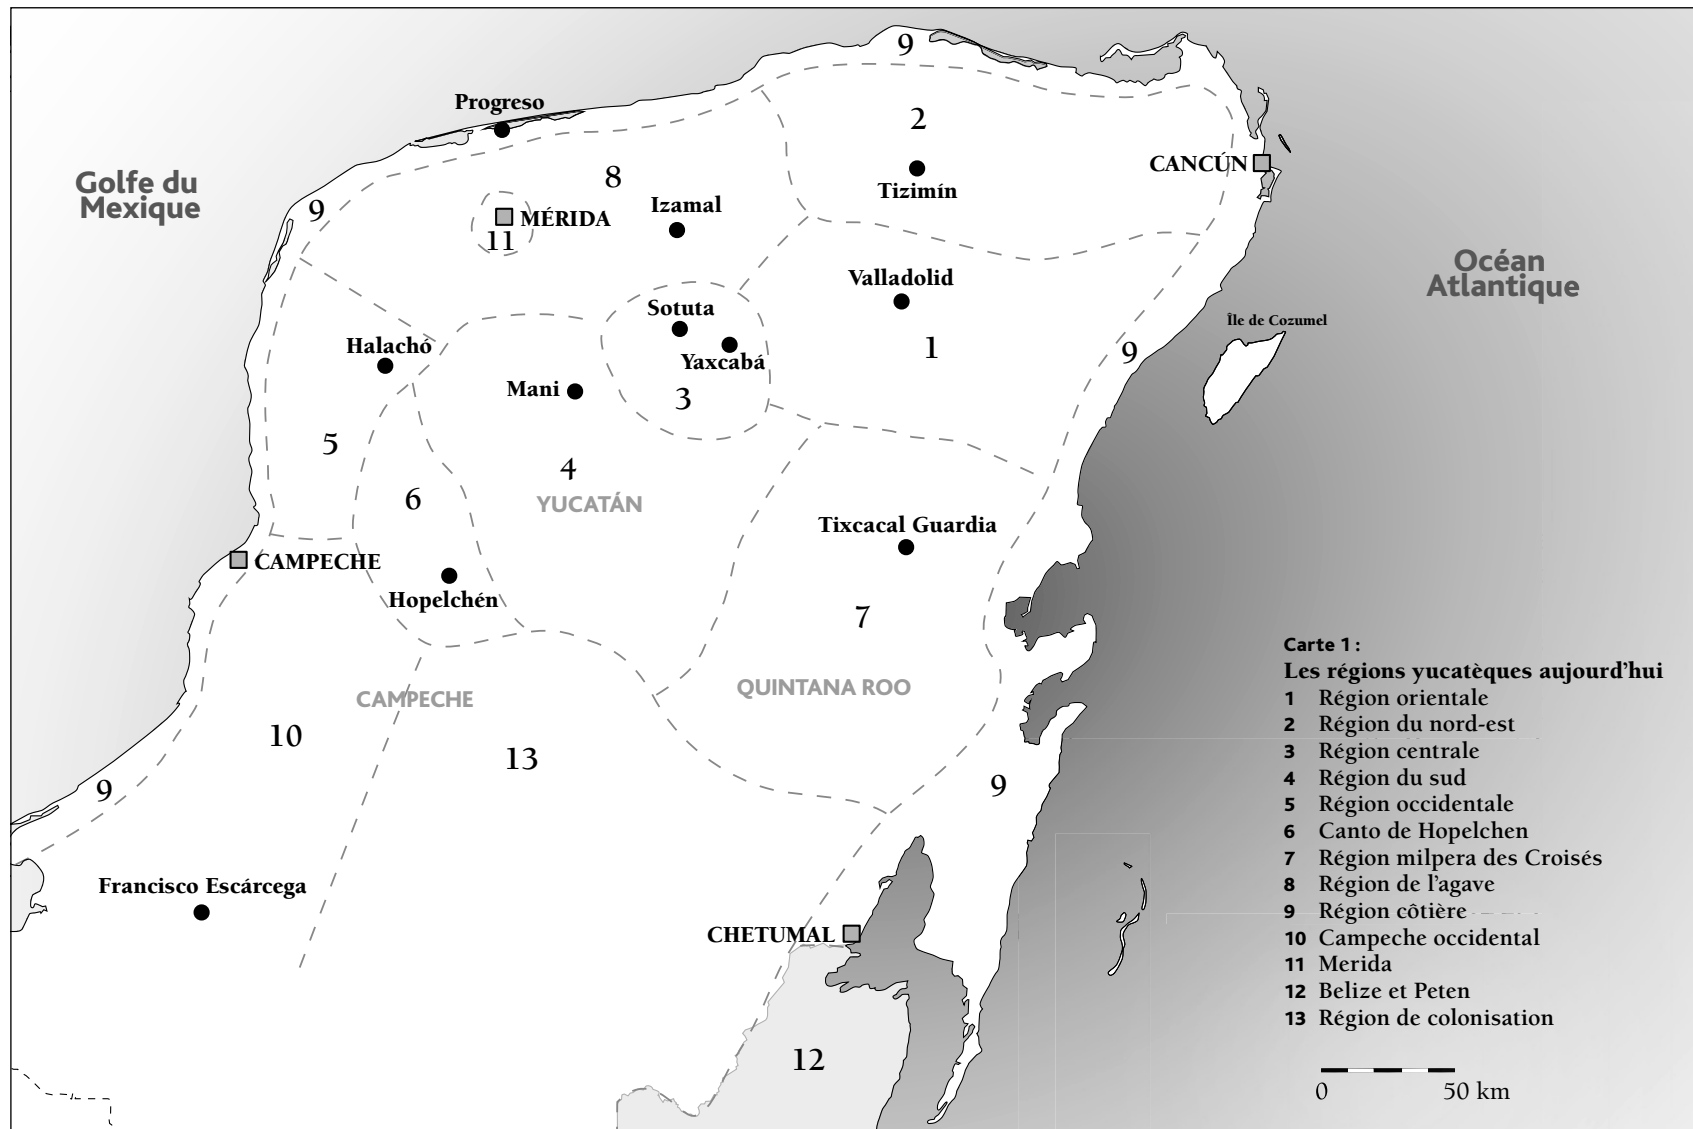 9
Progreso
2
Golfe du
Mexique
8
CANCÚN
Tizimín
Izamal
9
MÉRIDA
11
Océan
Atlantique
Valladolid
Sotuta
Île de Cozumel
Halachó
Yaxcabá
1
9
Mani
3
5
4
6
YUCATÁN
Tixcacal Guardia
CAMPECHE
Hopelchén
7
QUINTANA ROO
CAMPECHE
10
13
9
9
Francisco Escárcega
CHETUMAL
12
Carte 1 :
Les régions yucatèques aujourd'hui
1 Région orientale
2 Région du nord-est
3 Région centrale
4 Région du sud
5 Région occidentale
6 Canto de Hopelchen
7 Région milpera des Croisés
8 Région de l'agave
9 Région côtière
10 Campeche occidental
11 Merida
12 Belize et Peten
13 Région de colonisation
0 50 km